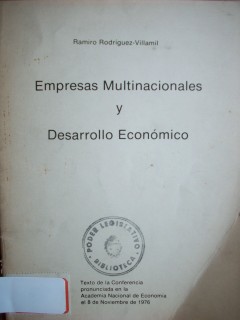 Ramiro Rodríguez-Villamil
Empresas Multinacionales
y
Desarrollo Económico
PODER LEGISLATIVO
BIBLIOTECA
Texto de la Conferencia
pronunciada en la
Academia Nacional de Economía
el 8 de Noviembre de 1976